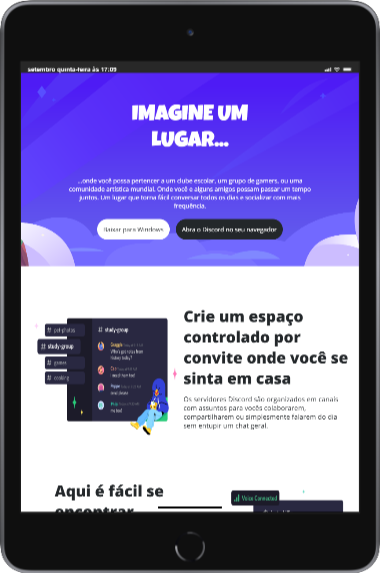 setembro quinta-feira às 17:09
IMAGINE UM
LUGAR...
...onde você possa pertencer a um clube escolar, um grupo de gamers, ou uma
comunidade artística mundial. Onde você e alguns amigos possam passar um tempo
juntos. Um lugar que torna fácil conversar todos os dias e socializar com mais
frequência.
Baixar para Windows
Abra o Discord no seu navegador
Crie um espaço
controlado por
convite onde você se
sinta em casa
# pet-photos
# study-group
# games
# cooking
# study-group
Os servidores Discord são organizados em canais
com assuntos para vocês colaborarem,
compartilharem ou simplesmente falarem do dia
sem entupir um chat geral.
Aqui é fácil se
encontrar
Voice Connected